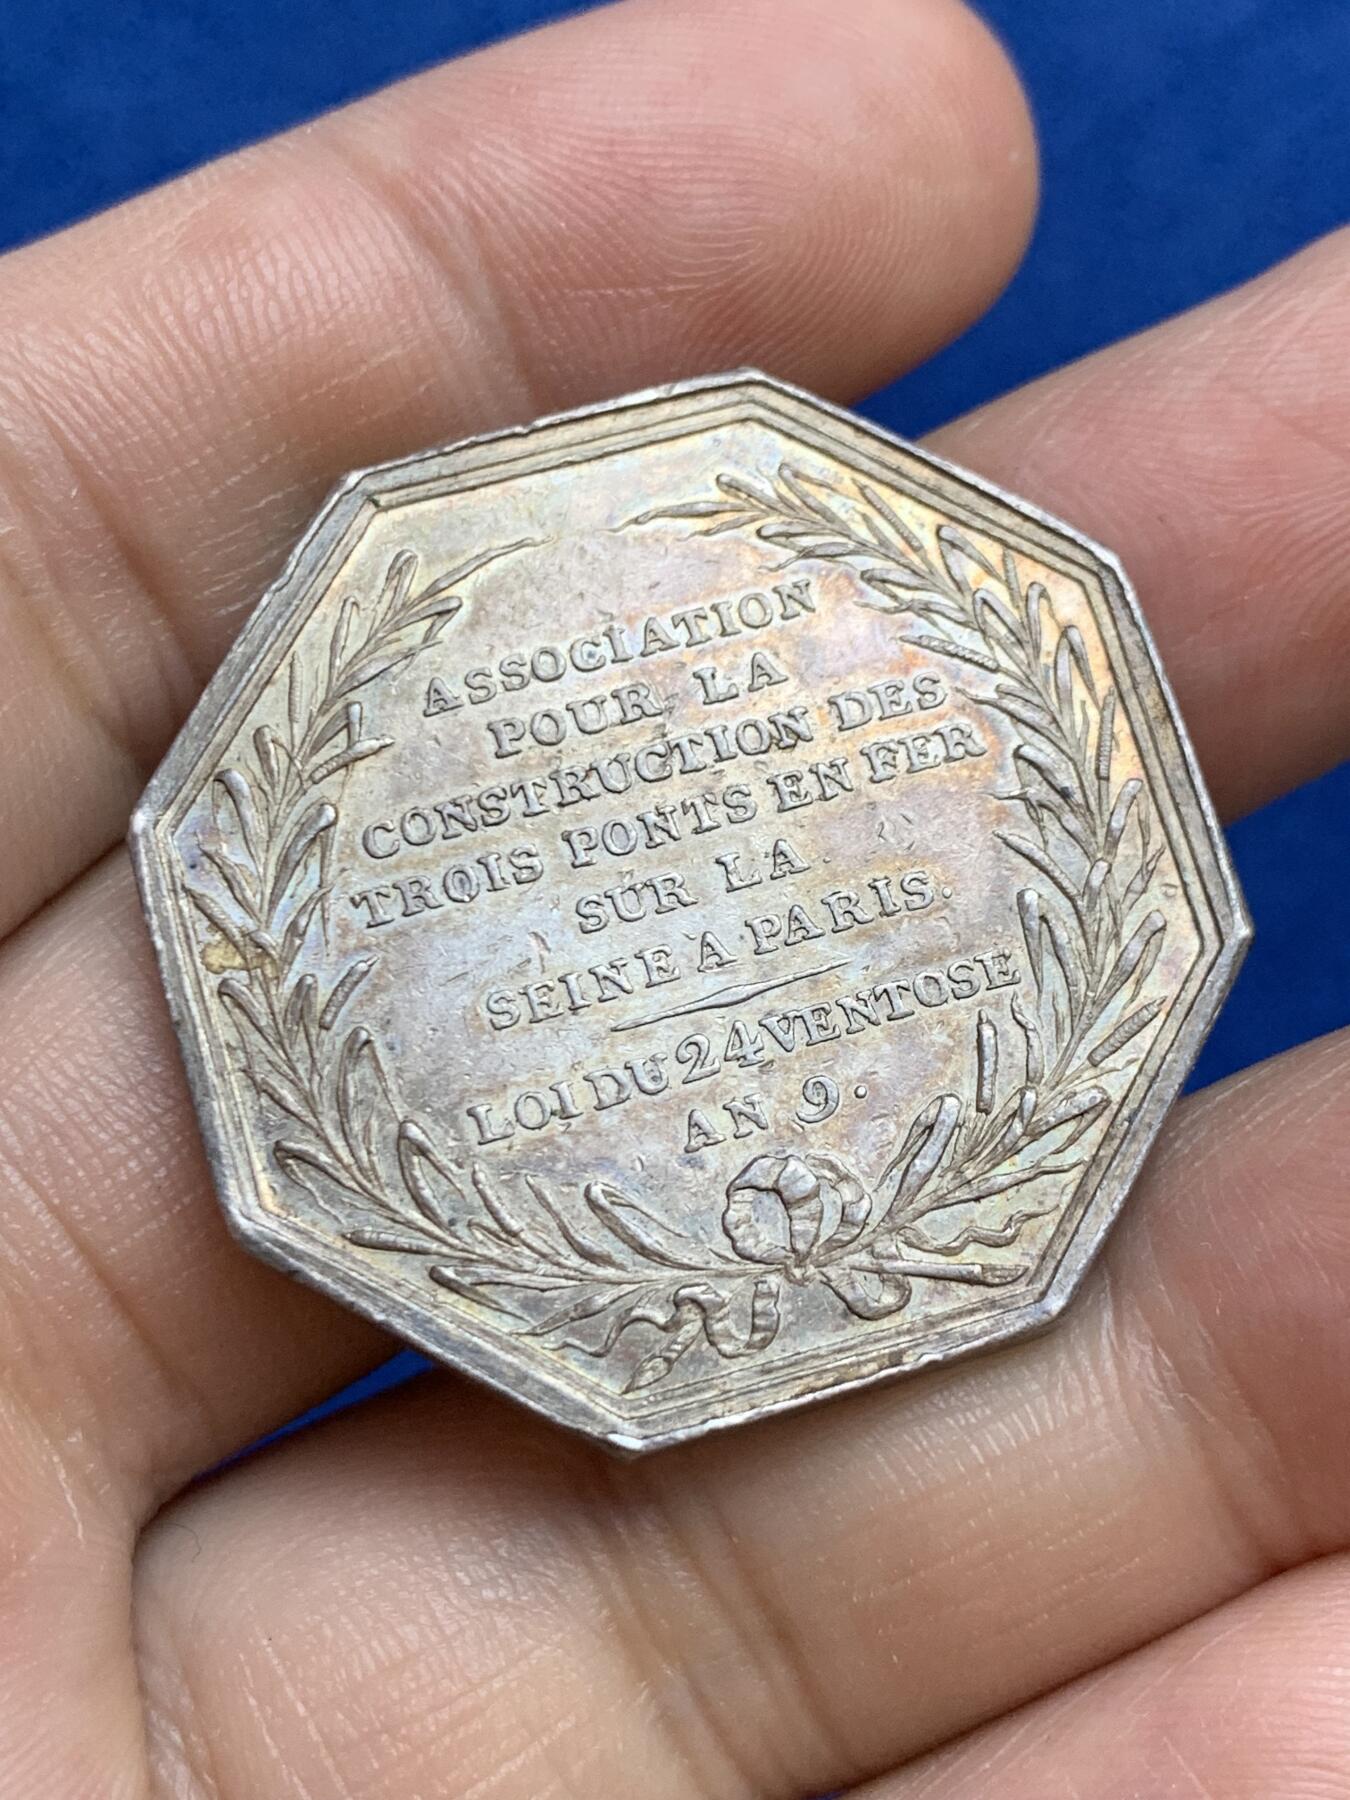 ASSOCIATION
POUR LA
CONSTRUCTION DES
TROIS PONTS EN FER
SUR LA
SEINE A PARIS.
LOI DU 24 VENTOSE
AN 9.